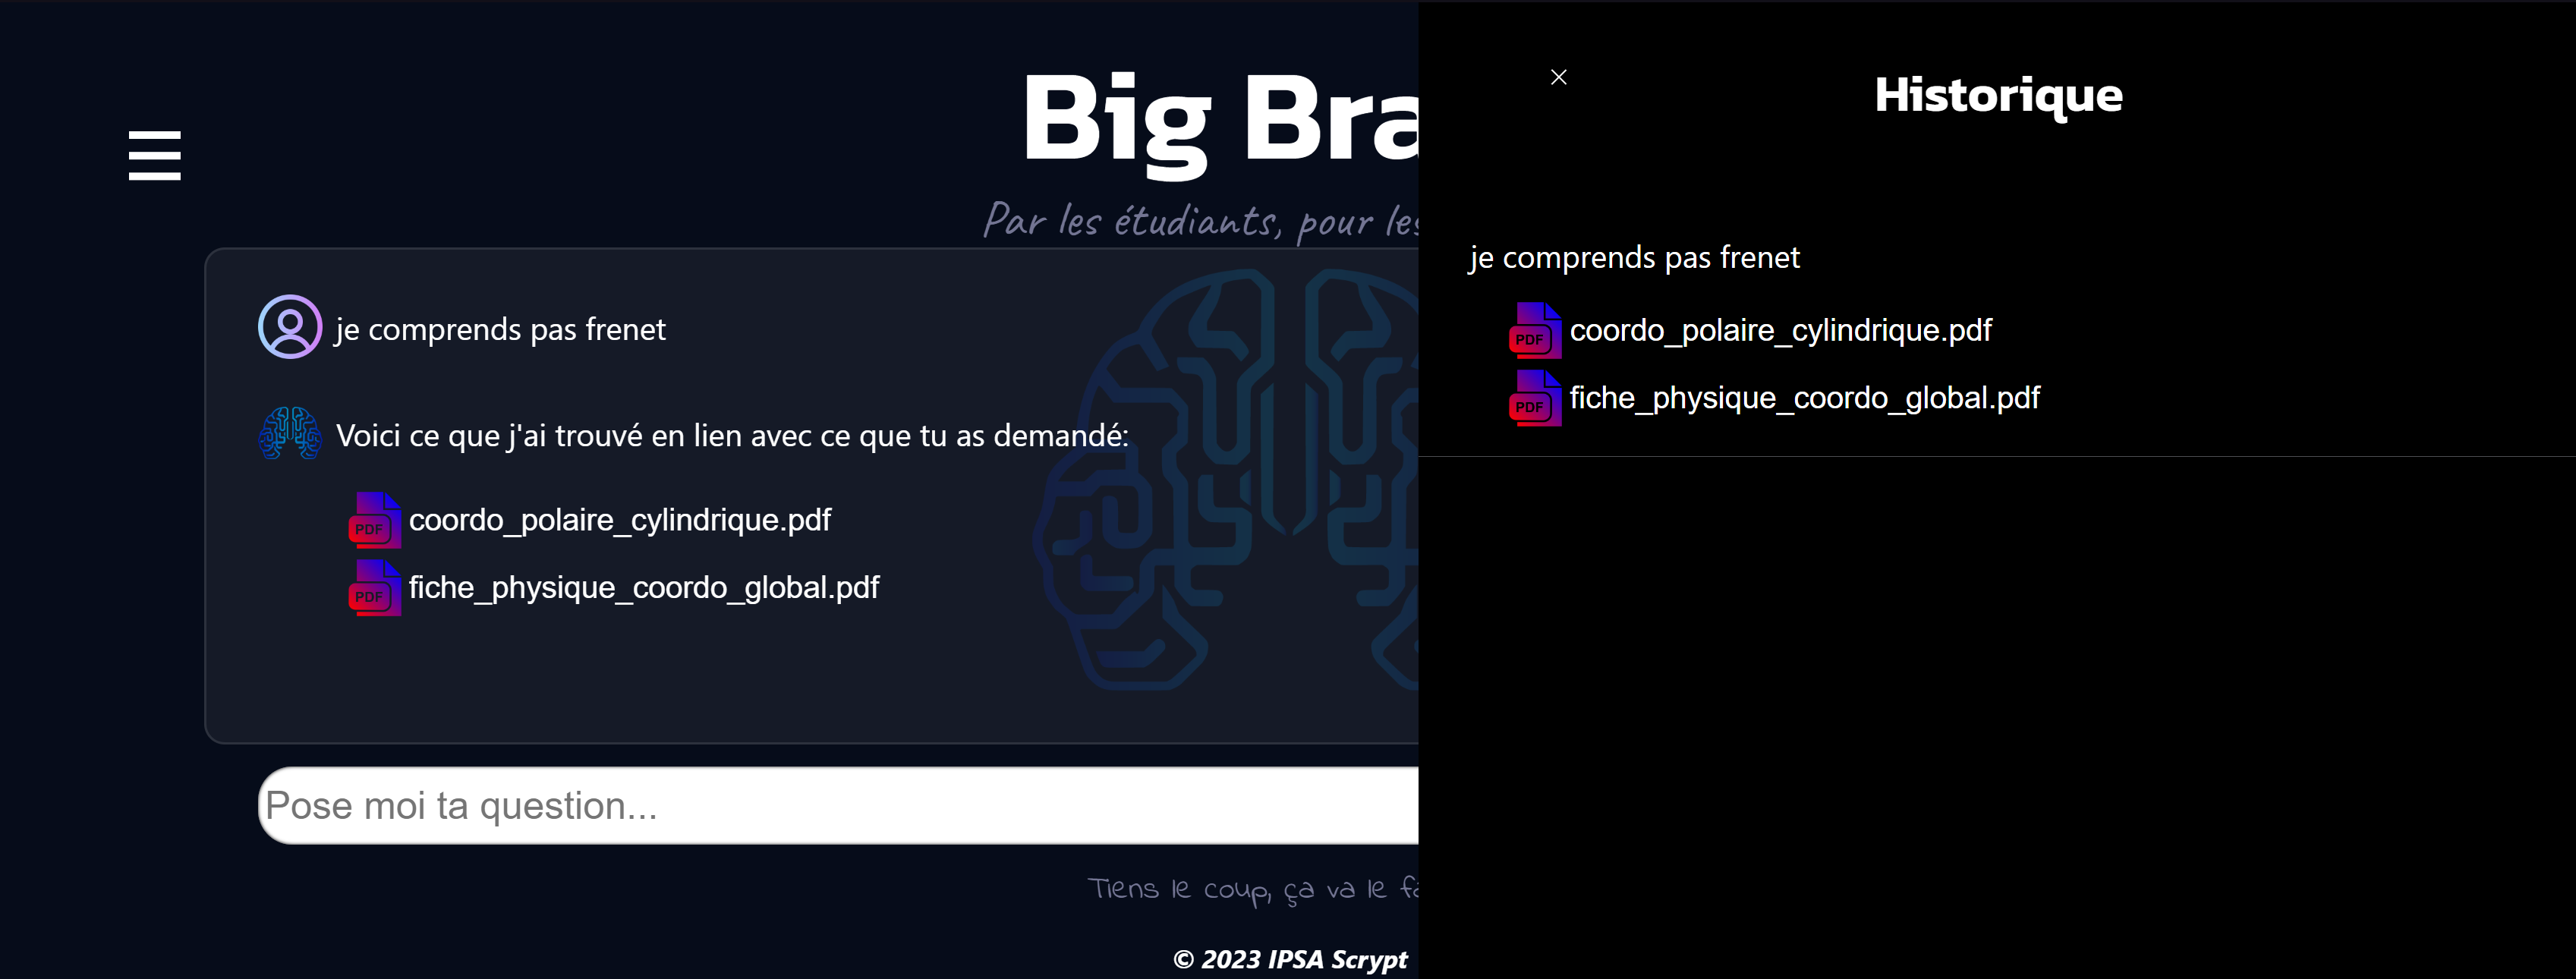 Big Bra
Par les étudiants, pour les
je comprends pas frenet
Voici ce que j'ai trouvé en lien avec ce que tu as demandé:
PDF coordo_polaire_cylindrique.pdf
PDF fiche_physique_coordo_global.pdf
Pose moi ta question...
Tiens le coup, ça va le fa
© 2023 IPSA Scrypt
Historique
je comprends pas frenet
PDF coordo_polaire_cylindrique.pdf
PDF fiche_physique_coordo_global.pdf